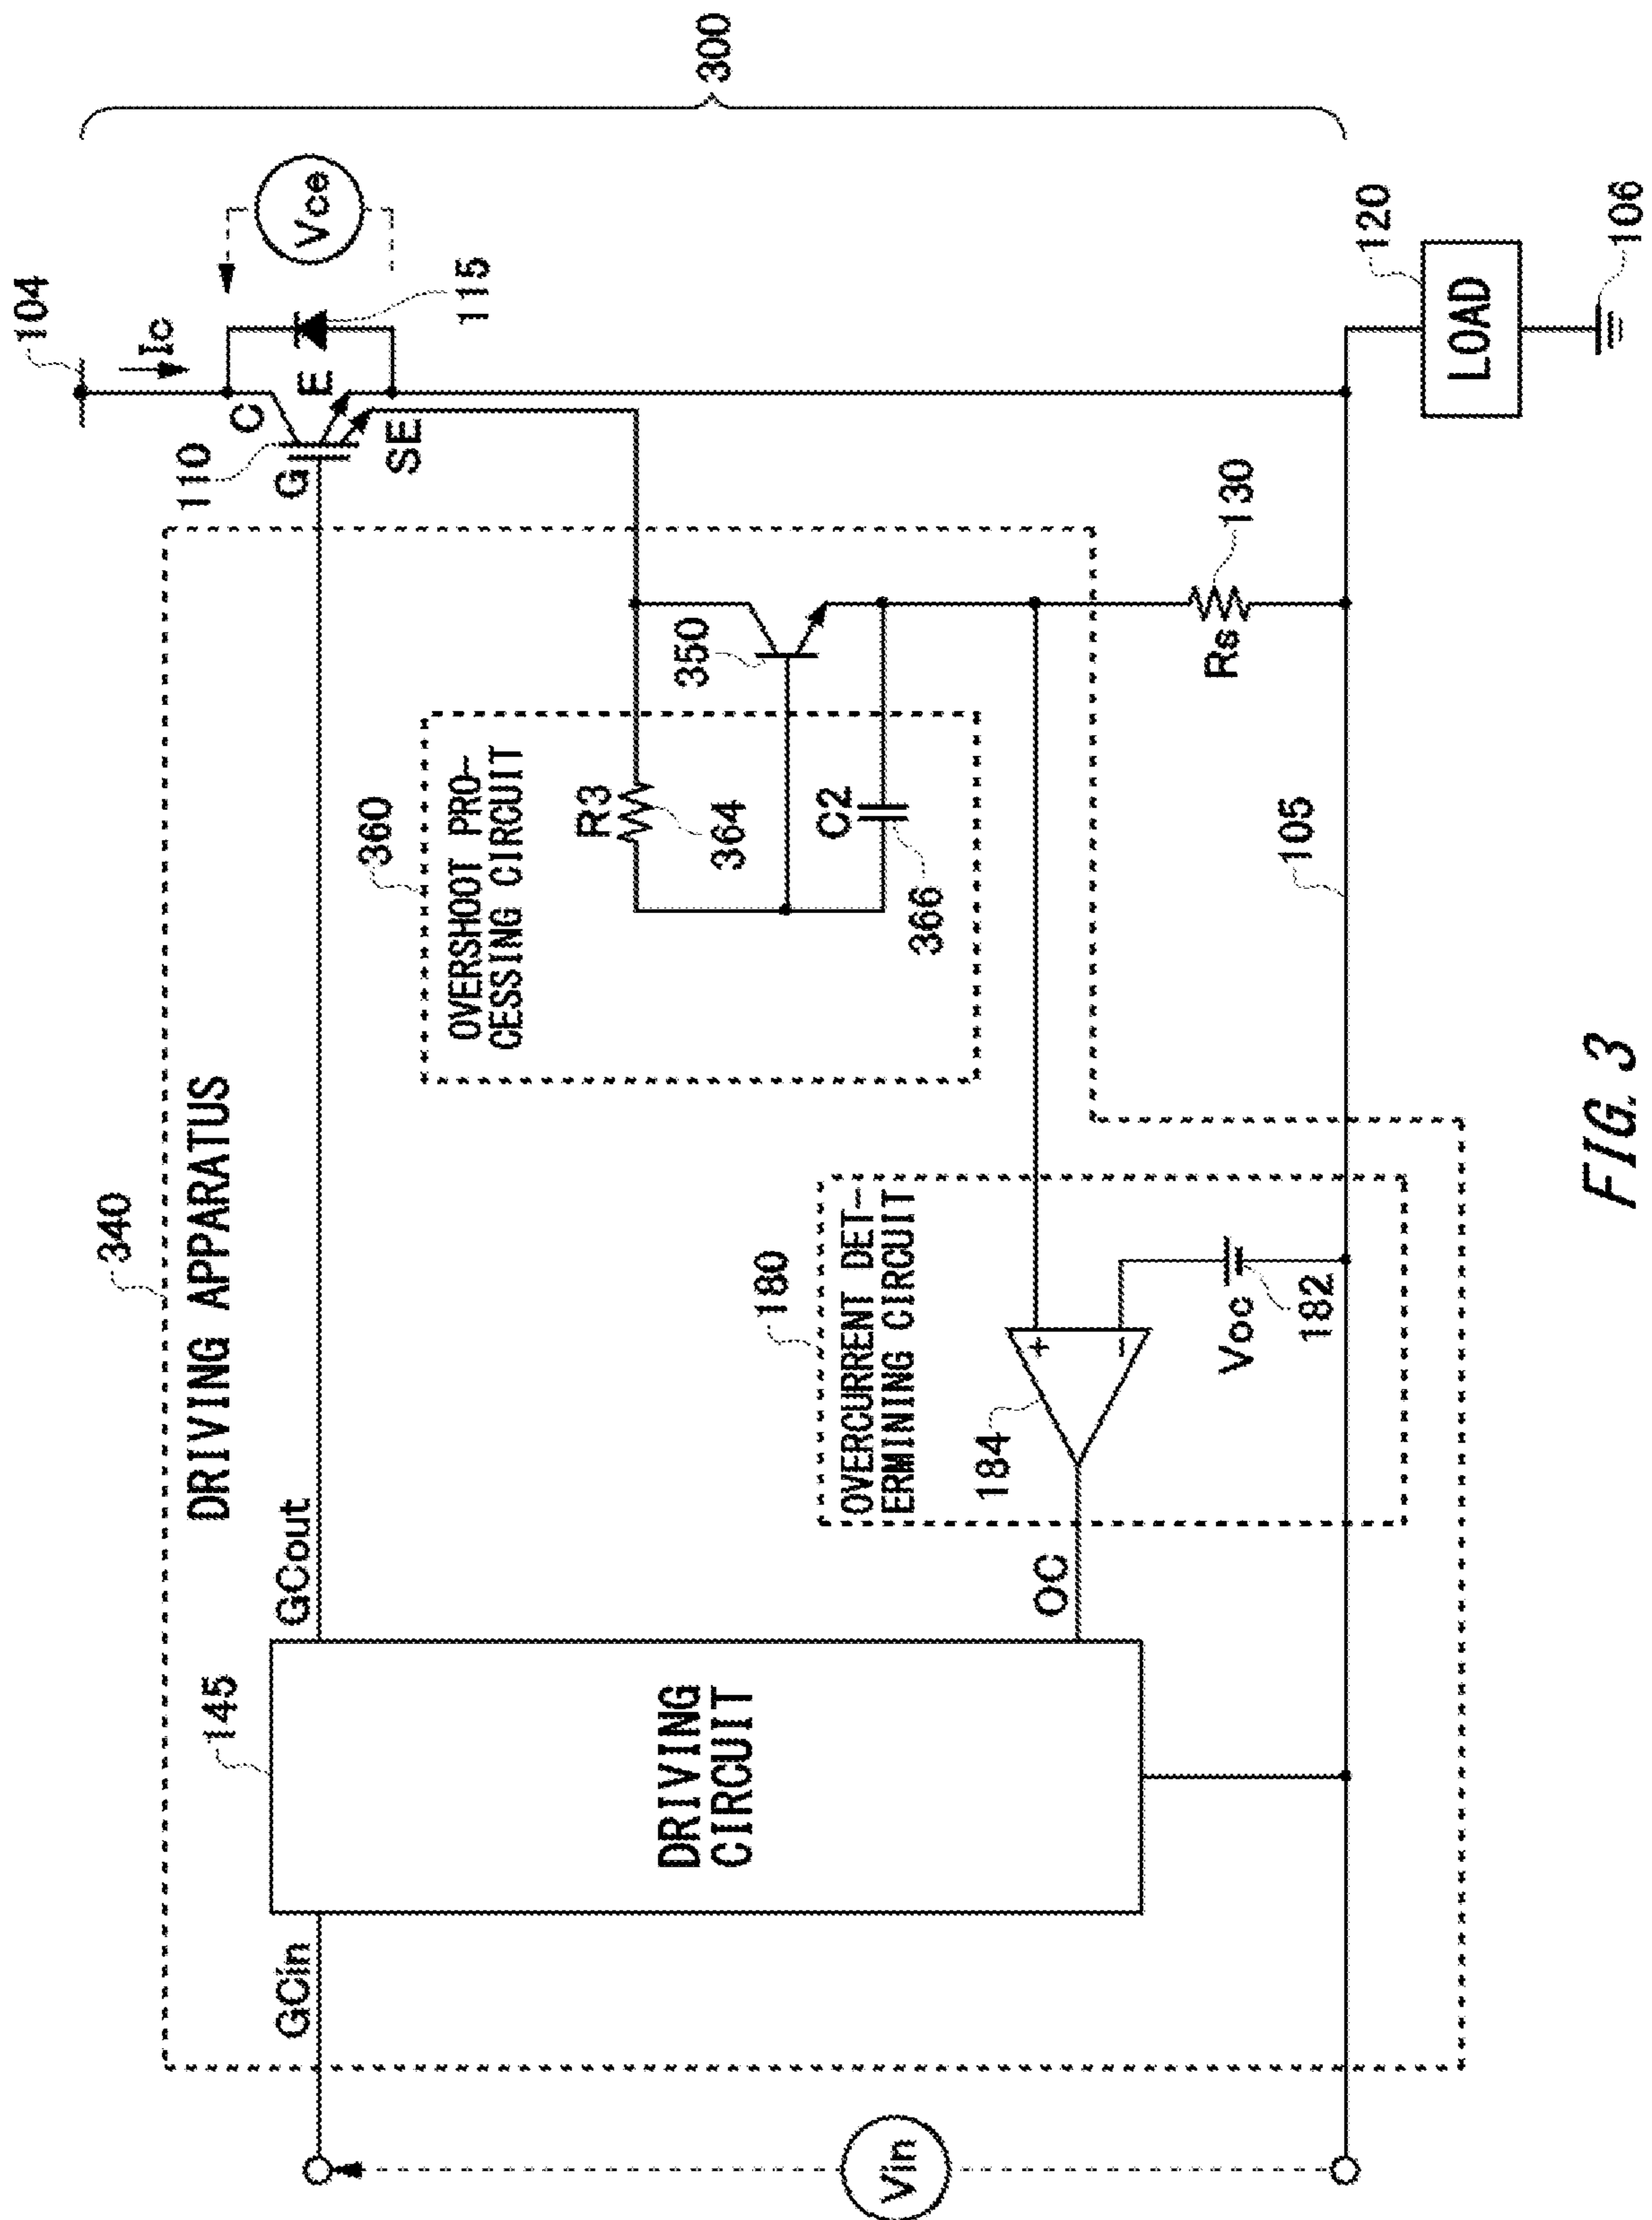 340
DRIVING APPARATUS
145
GCin
GCout
DRIVING
CIRCUIT
OC
Vin
360
OVERSHOOT PRO-
CESSING CIRCUIT
R3
364
C2
366
350
180
OVERCURRENT DET-
ERMINING CIRCUIT
184
+
−
Voc
182
105
Rs
130
110
G
C
E
SE
104
Ic
115
Vce
300
120
LOAD
106
FIG. 3